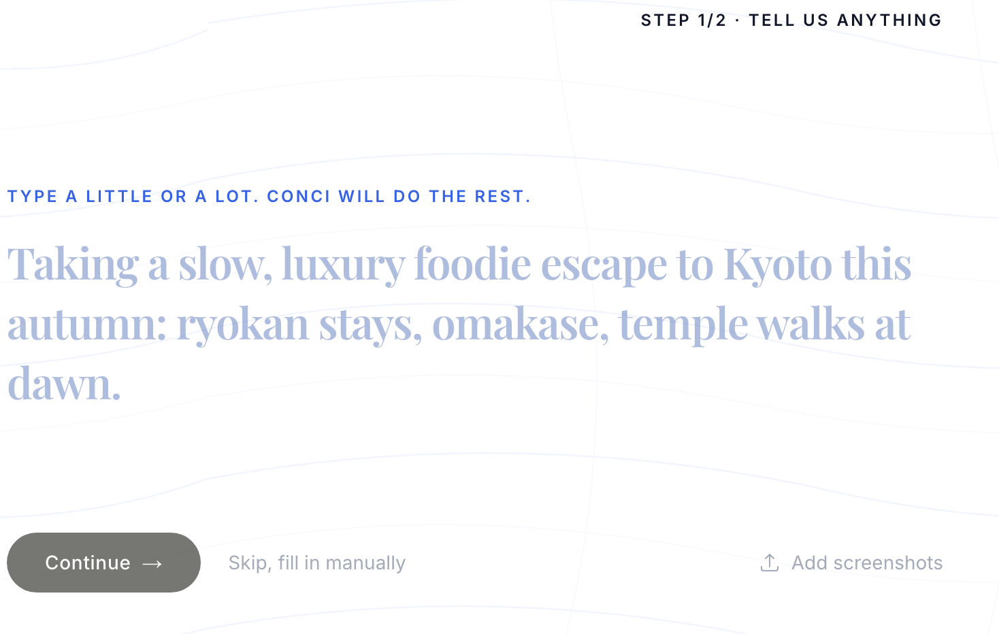 STEP 1/2 · TELL US ANYTHING
TYPE A LITTLE OR A LOT. CONCI WILL DO THE REST.
Taking a slow, luxury foodie escape to Kyoto this
autumn: ryokan stays, omakase, temple walks at
dawn.
Continue →
Skip, fill in manually
Add screenshots